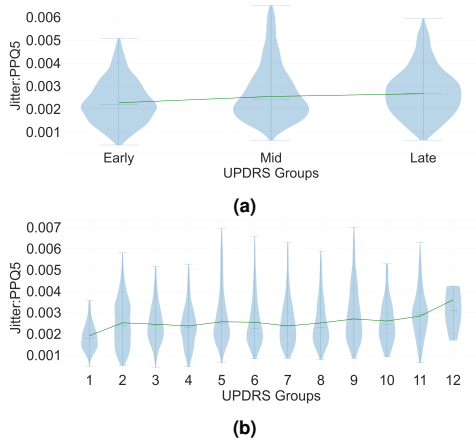 0.006
0.005
0.004
0.003
0.002
0.001
Jitter:PPQ5
Early Mid Late
UPDRS Groups
(a)
0.007
0.006
0.005
0.004
0.003
0.002
0.001
Jitter:PPQ5
1 2 3 4 5 6 7 8 9 10 11 12
UPDRS Groups
(b)